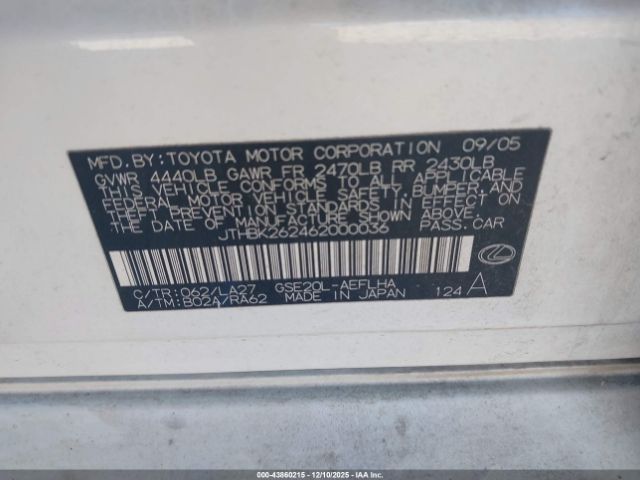 MFD. BY: TOYOTA MOTOR CORPORATION 09/05
GVWR 4440LB GAWR FR 2470LB RR 2430LB
THIS VEHICLE CONFORMS TO ALL APPLICABLE
FEDERAL MOTOR VEHICLE SAFETY, BUMPER, AND
THEFT PREVENTION STANDARDS IN EFFECT ON
THE DATE OF MANUFACTURE SHOWN ABOVE.
JTHBK262462000036 PASS. CAR
C/TR: 062/LA27 GSE20L-AEFLHA
A/TM: B02A/RA62 MADE IN JAPAN 124 A
000-43860215 - 12/10/2025 - IAAI.COM